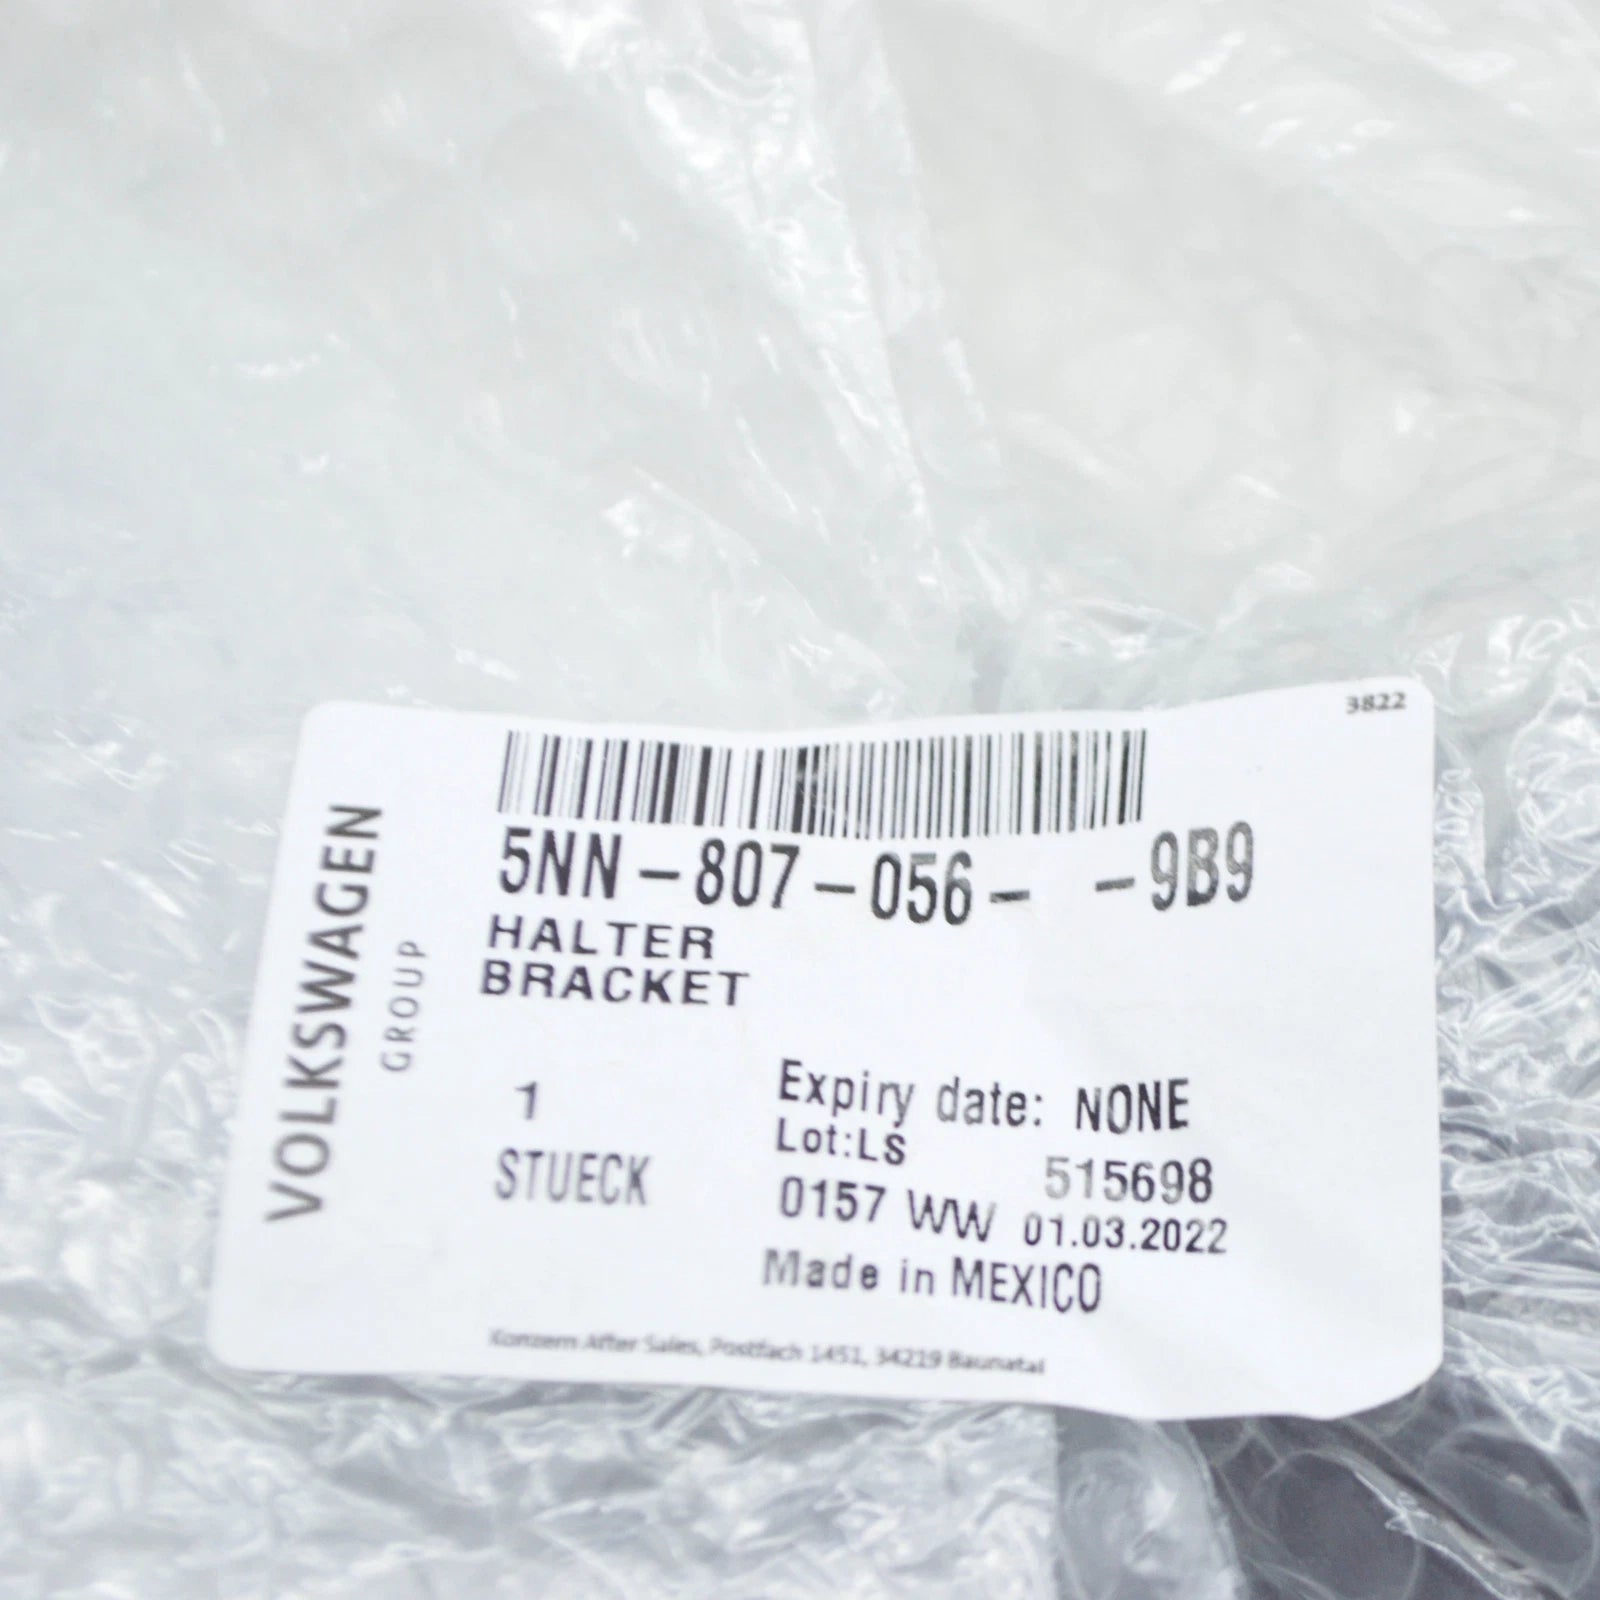 3822
VOLKSWAGEN
GROUP
5NN-807-056- -9B9
HALTER
BRACKET
1
STUECK
Expiry date: NONE
Lot:LS 515698
0157 WW 01.03.2022
Made in MEXICO
Konzern After Sales, Postfach 1451, 34219 Baunatal